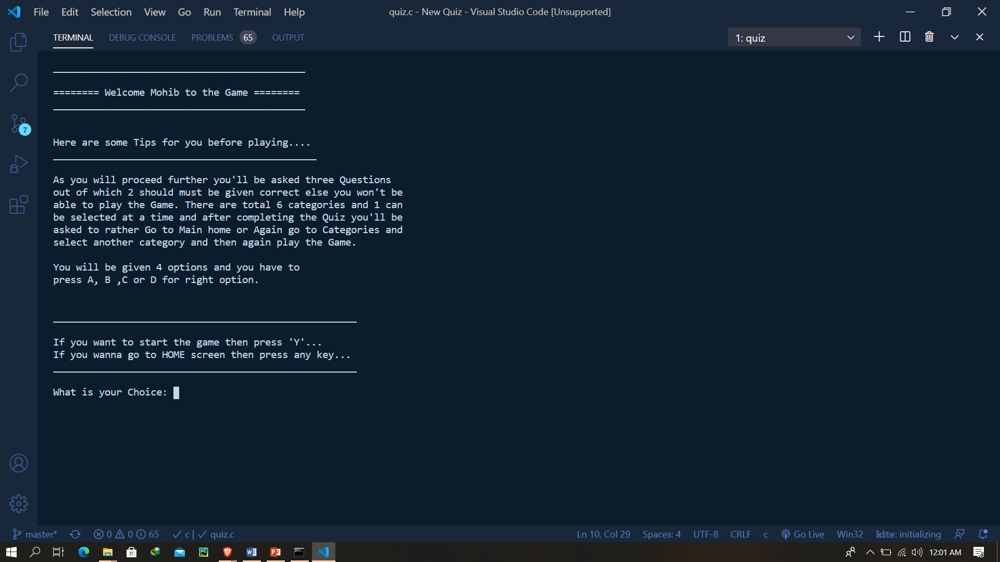 File Edit Selection View Go Run Terminal Help quiz.c - New Quiz - Visual Studio Code [Unsupported]
TERMINAL DEBUG CONSOLE PROBLEMS 65 OUTPUT 1: quiz
======== Welcome Mohib to the Game ========
7
Here are some Tips for you before playing....
As you will proceed further you'll be asked three Questions
out of which 2 should must be given correct else you won't be
able to play the Game. There are total 6 categories and 1 can
be selected at a time and after completing the Quiz you'll be
asked to rather Go to Main home or Again go to Categories and
select another category and then again play the Game.
You will be given 4 options and you have to
press A, B ,C or D for right option.
If you want to start the game then press 'Y'...
If you wanna go to HOME screen then press any key...
What is your Choice:
master* 0 0 65 c | quiz.c Ln 10, Col 29 Spaces: 4 UTF-8 CRLF c Go Live Win32 kite: initializing
12:01 AM